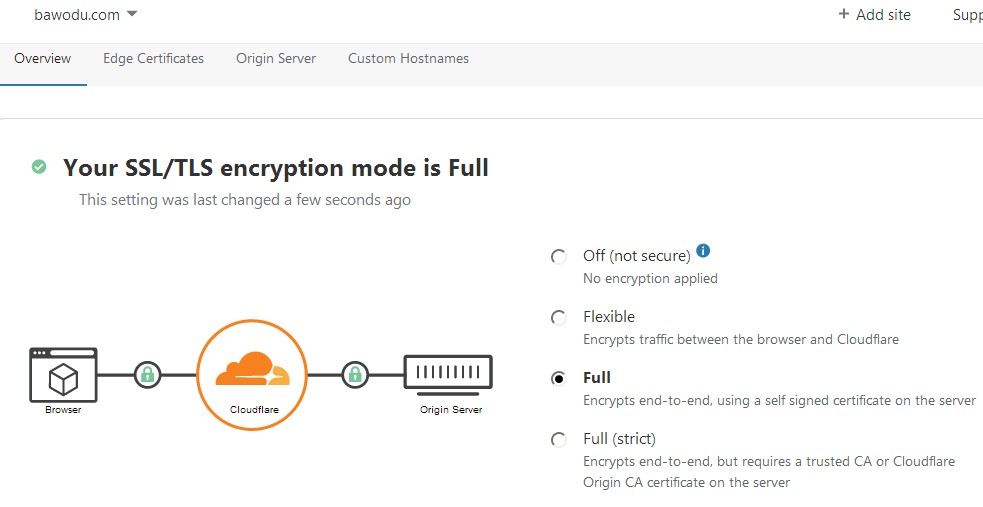 bawodu.com
+ Add site
Overview
Edge Certificates
Origin Server
Custom Hostnames
Your SSL/TLS encryption mode is Full
This setting was last changed a few seconds ago
Off (not secure)
No encryption applied
Flexible
Encrypts traffic between the browser and Cloudflare
Full
Encrypts end-to-end, using a self signed certificate on the server
Full (strict)
Encrypts end-to-end, but requires a trusted CA or Cloudflare
Origin CA certificate on the server
Browser
Cloudflare
Origin Server